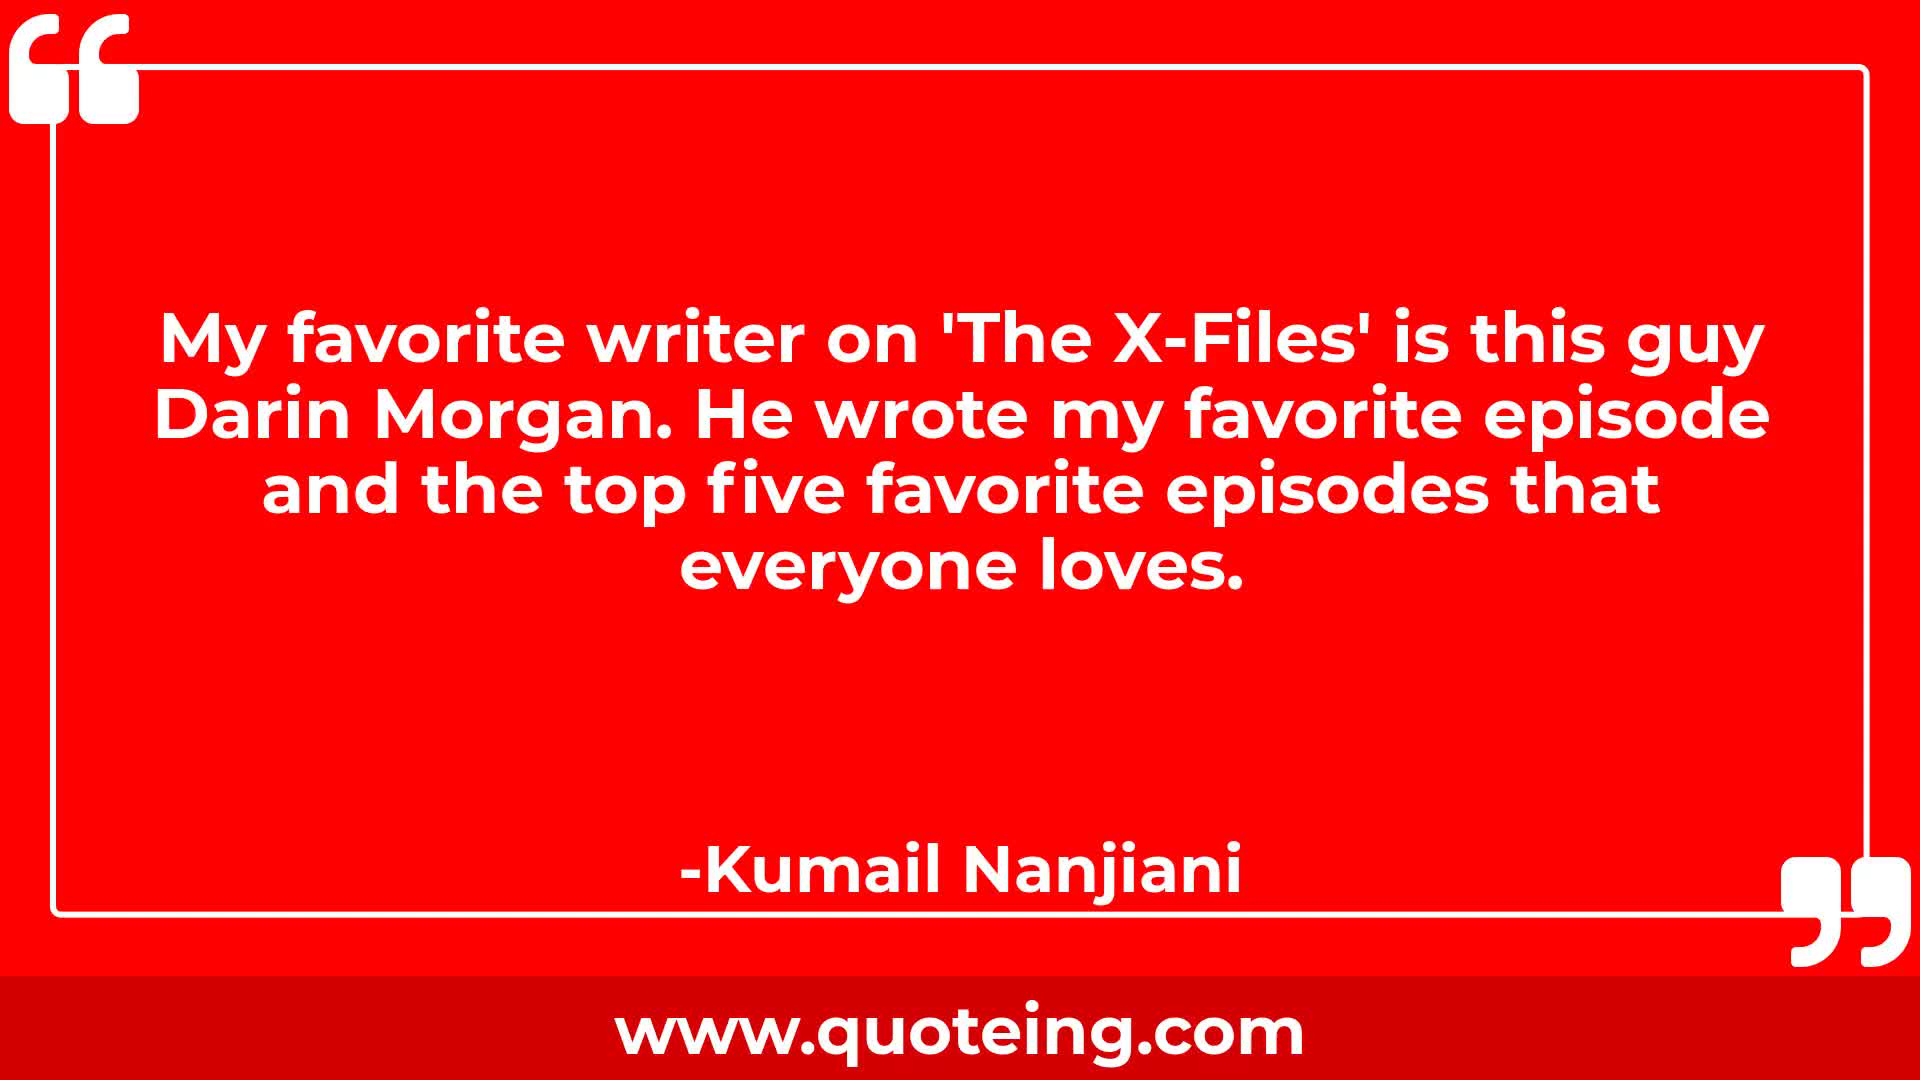 My favorite writer on 'The X-Files' is this guy
Darin Morgan. He wrote my favorite episode
and the top five favorite episodes that
everyone loves.
-Kumail Nanjiani
www.quoteing.com